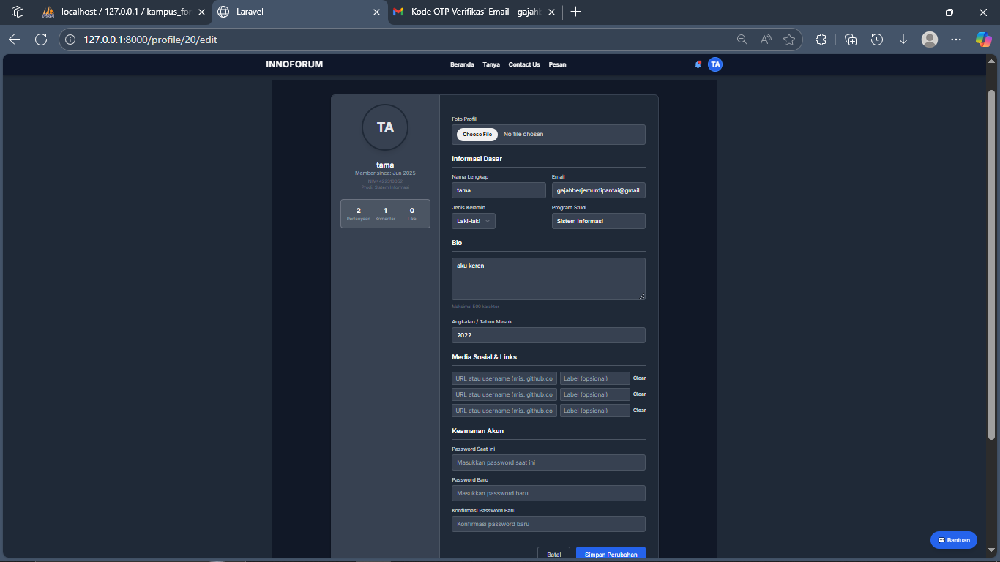 localhost / 127.0.0.1 / kampus_for
Laravel
Kode OTP Verifikasi Email - gajahb
127.0.0.1:8000/profile/20/edit
INNOFORUM
Beranda Tanya Contact Us Pesan
TA
TA
tama
Member since: Jun 2025
NIM: 422310052
Prodi: Sistem Informasi
2 1 0
Pertanyaan Komentar Like
Foto Profil
Choose File No file chosen
Informasi Dasar
Nama Lengkap Email
tama gajahberjemurdipantai@gmail.
Jenis Kelamin Program Studi
Laki-laki Sistem Informasi
Bio
aku keren
Maksimal 500 karakter
Angkatan / Tahun Masuk
2022
Media Sosial & Links
URL atau username (mis. github.co Label (opsional) Clear
URL atau username (mis. github.co Label (opsional) Clear
URL atau username (mis. github.co Label (opsional) Clear
Keamanan Akun
Password Saat Ini
Masukkan password saat ini
Password Baru
Masukkan password baru
Konfirmasi Password Baru
Konfirmasi password baru
Batal Simpan Perubahan
Bantuan